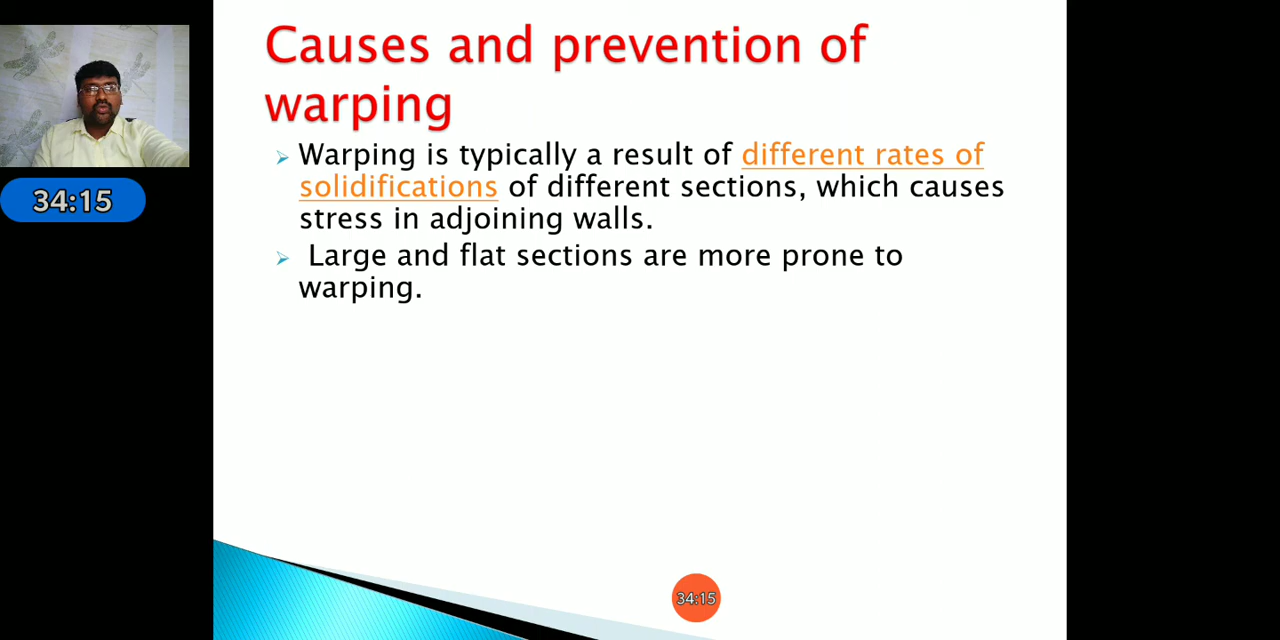 Causes and prevention of
warping
34:15
Warping is typically a result of different rates of
solidifications of different sections, which causes
stress in adjoining walls.
Large and flat sections are more prone to
warping.
34:15